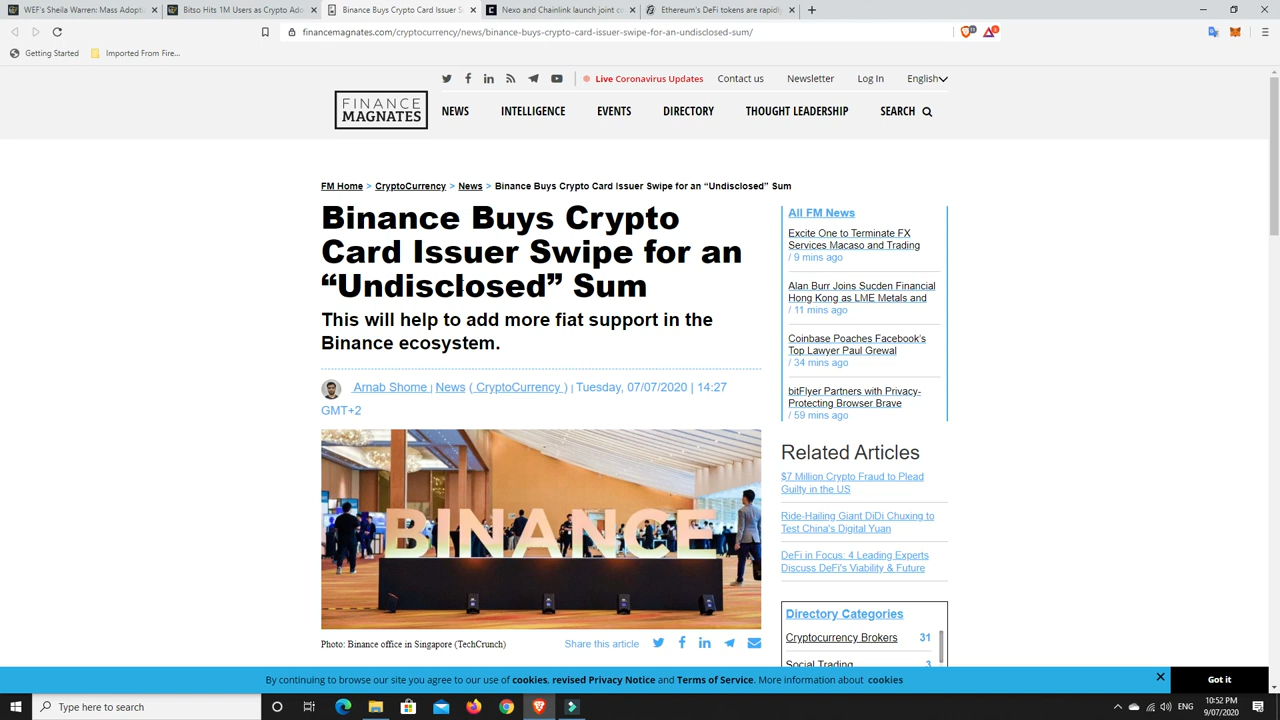 WEF's Sheila Warren: Mass Adopti
Bitso Hits 1M Users as Crypto Ado
Binance Buys Crypto Card Issuer S
Nexo and Chainlink launch joint c
Ethereum's DeFi tokens are rapidl
financemagnates.com/cryptocurrency/news/binance-buys-crypto-card-issuer-swipe-for-an-undisclosed-sum/
Getting Started
Imported From Fire...
Live Coronavirus Updates
Contact us
Newsletter
Log In
English
FINANCE
MAGNATES
NEWS
INTELLIGENCE
EVENTS
DIRECTORY
THOUGHT LEADERSHIP
SEARCH
FM Home > CryptoCurrency > News > Binance Buys Crypto Card Issuer Swipe for an “Undisclosed” Sum
Binance Buys Crypto
Card Issuer Swipe for an
“Undisclosed” Sum
This will help to add more fiat support in the
Binance ecosystem.
Arnab Shome | News ( CryptoCurrency ) | Tuesday, 07/07/2020 | 14:27
GMT+2
BINANCE
Photo: Binance office in Singapore (TechCrunch)
Share this article
All FM News
Excite One to Terminate FX
Services Macaso and Trading
/ 9 mins ago
Alan Burr Joins Sucden Financial
Hong Kong as LME Metals and
/ 11 mins ago
Coinbase Poaches Facebook's
Top Lawyer Paul Grewal
/ 34 mins ago
bitFlyer Partners with Privacy-
Protecting Browser Brave
/ 59 mins ago
Related Articles
$7 Million Crypto Fraud to Plead
Guilty in the US
Ride-Hailing Giant DiDi Chuxing to
Test China's Digital Yuan
DeFi in Focus: 4 Leading Experts
Discuss DeFi's Viability & Future
Directory Categories
Cryptocurrency Brokers 31
Social Trading 3
By continuing to browse our site you agree to our use of cookies, revised Privacy Notice and Terms of Service. More information about cookies
Got it
Type here to search
ENG
10:52 PM
9/07/2020